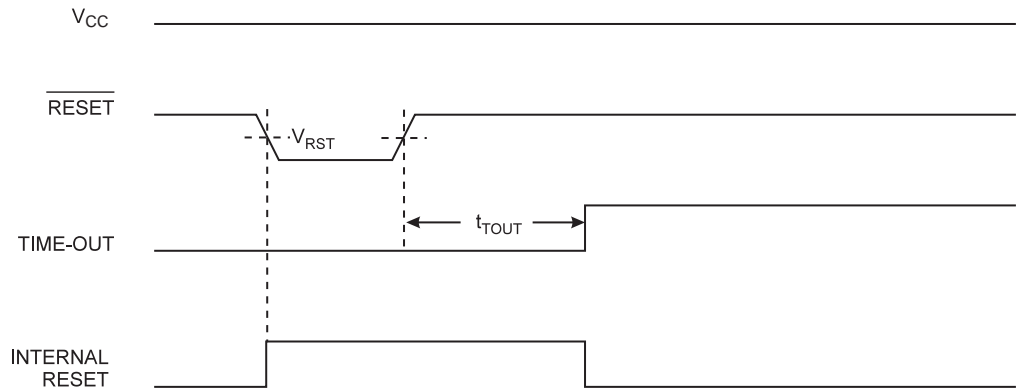 VCC
RESET
VRST
tTOUT
TIME-OUT
INTERNAL
RESET